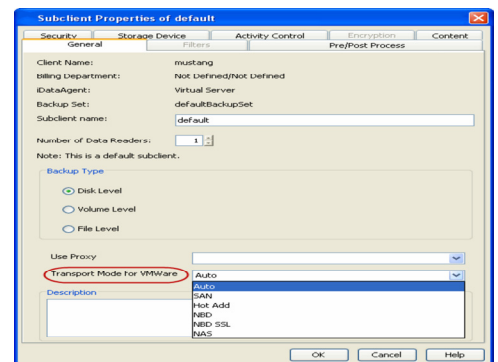 Subclient Properties of default
Security Storage Device Activity Control Encryption Content
General Filters Pre/Post Process
Client Name: mustang
Billing Department: Not Defined/Not Defined
iDataAgent: Virtual Server
Backup Set: defaultBackupSet
Subclient name: default
Number of Data Readers: 1
Note: This is a default subclient.
Backup Type
Disk Level
Volume Level
File Level
Use Proxy
Transport Mode for VMWare Auto
Auto
Description
SAN
Hot Add
NBD
NBD SSL
NAS
OK Cancel Help